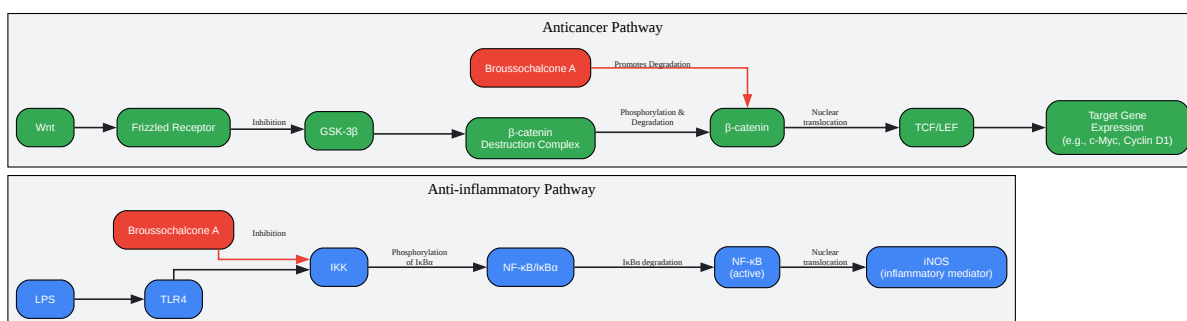 Anticancer Pathway
Broussochalcone A
Promotes Degradation
Wnt
Frizzled Receptor
Inhibition
GSK-3β
β-catenin
Destruction Complex
Phosphorylation &
Degradation
β-catenin
Nuclear
translocation
TCF/LEF
Target Gene
Expression
(e.g., c-Myc, Cyclin D1)
Anti-inflammatory Pathway
Broussochalcone A
Inhibition
LPS
TLR4
IKK
Phosphorylation
of IκBα
NF-κB/IκBα
IκBα degradation
NF-κB
(active)
Nuclear
translocation
iNOS
(inflammatory mediator)